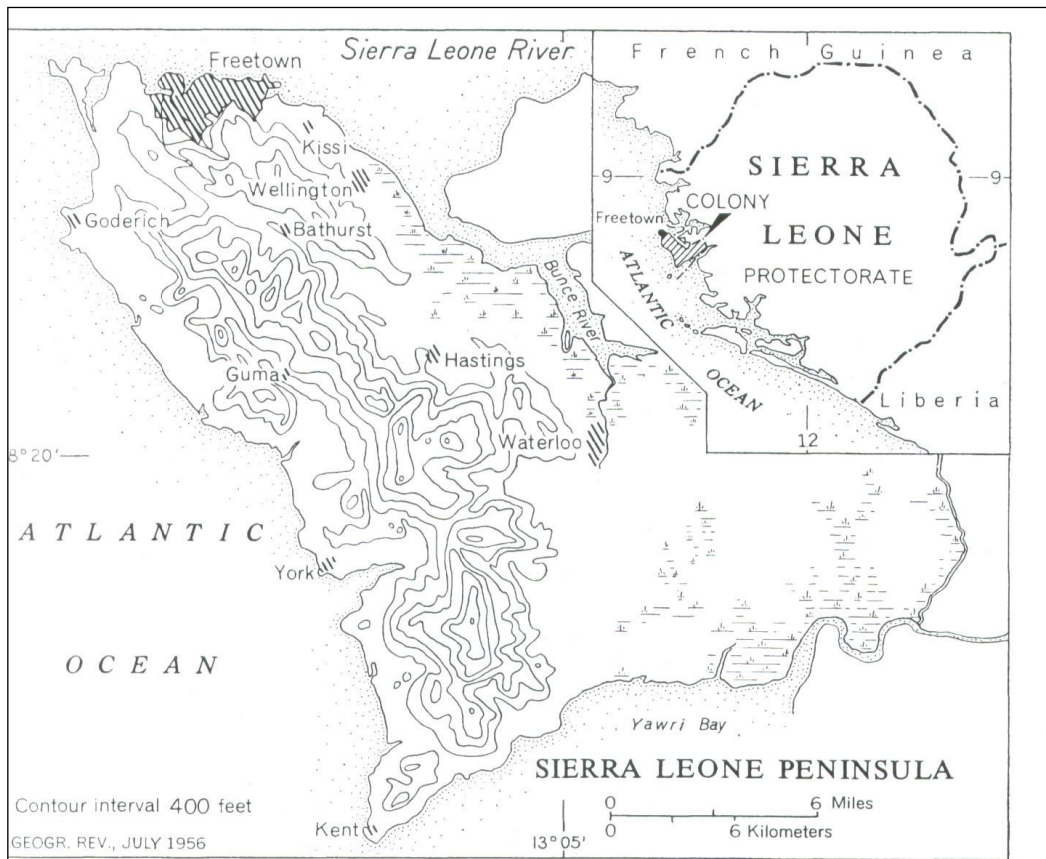 Sierra Leone River
Freetown
Kissi
Wellington
Goderich
Bathurst
Bunce River
Guma
Hastings
Waterloo
8°20'
ATLANTIC
OCEAN
York
Kent
Yawri Bay
French Guinea
9
9
SIERRA
LEONE
PROTECTORATE
COLONY
Freetown
ATLANTIC
OCEAN
Liberia
12
SIERRA LEONE PENINSULA
0 6 Miles
0 6 Kilometers
13°05'
Contour interval 400 feet
GEOGR. REV., JULY 1956